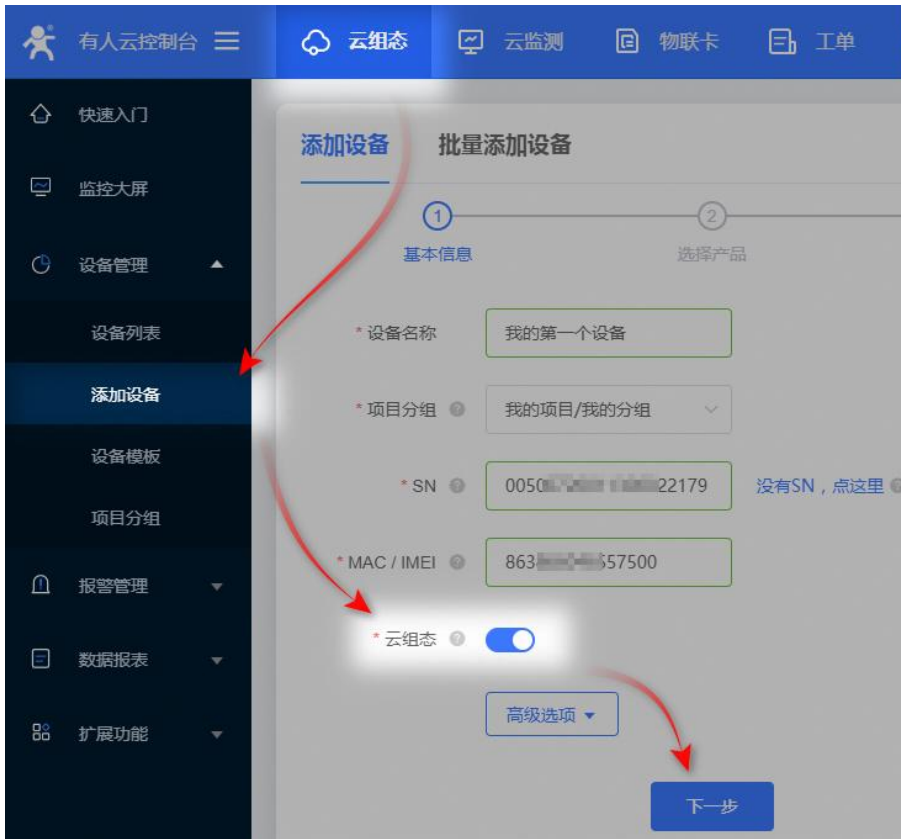 有人云控制台
云组态
云监测
物联卡
工单
快速入门
监控大屏
设备管理
设备列表
添加设备
设备模板
项目分组
报警管理
数据报表
扩展功能
添加设备
批量添加设备
1
基本信息
2
选择产品
* 设备名称
我的第一个设备
* 项目分组
我的项目/我的分组
* SN
0050
22179
没有SN，点这里
* MAC / IMEI
863
557500
* 云组态
高级选项
下一步